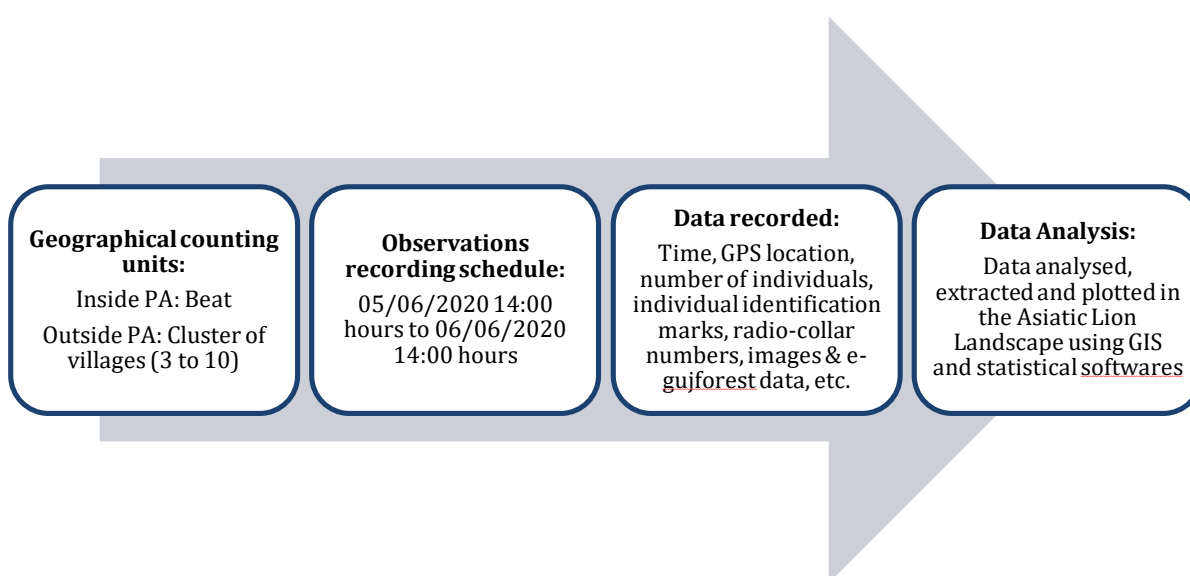 Geographical counting
units:
Inside PA: Beat
Outside PA: Cluster of
villages (3 to 10)
Observations
recording schedule:
05/06/2020 14:00
hours to 06/06/2020
14:00 hours
Data recorded:
Time, GPS location,
number of individuals,
individual identification
marks, radio-collar
numbers, images & e-
gujforest data, etc.
Data Analysis:
Data analysed,
extracted and plotted in
the Asiatic Lion
Landscape using GIS
and statistical softwares